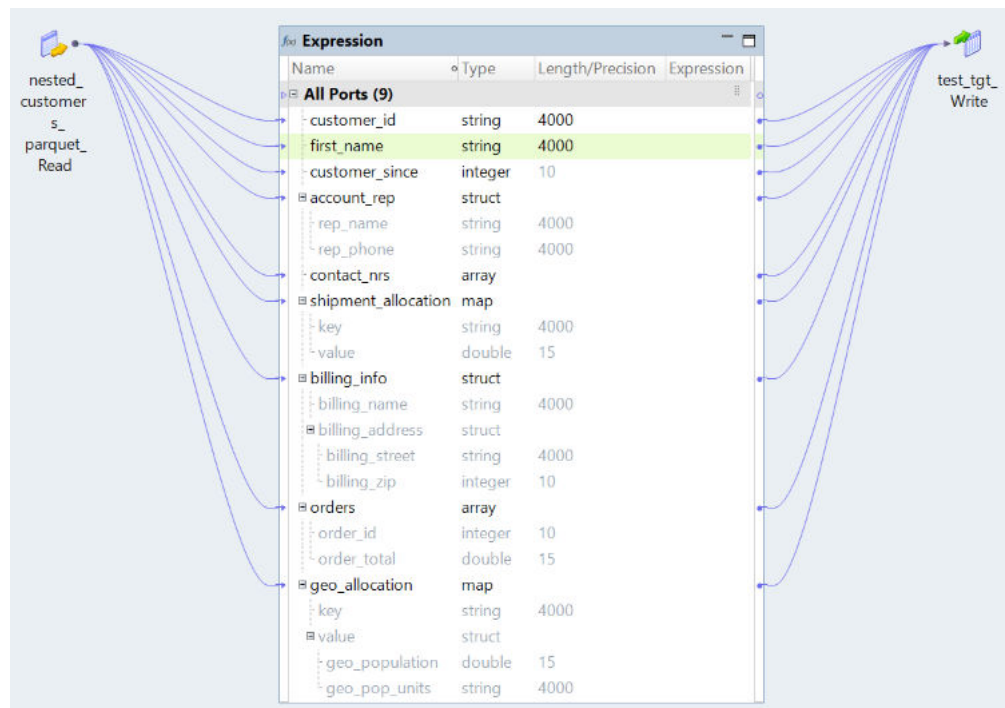 nested_
customer
s_
parquet_
Read
f(x) Expression
Name Type Length/Precision Expression
All Ports (9)
customer_id string 4000
first_name string 4000
customer_since integer 10
account_rep struct
rep_name string 4000
rep_phone string 4000
contact_nrs array
shipment_allocation map
key string 4000
value double 15
billing_info struct
billing_name string 4000
billing_address struct
billing_street string 4000
billing_zip integer 10
orders array
order_id integer 10
order_total double 15
geo_allocation map
key string 4000
value struct
geo_population double 15
geo_pop_units string 4000
test_tgt_
Write